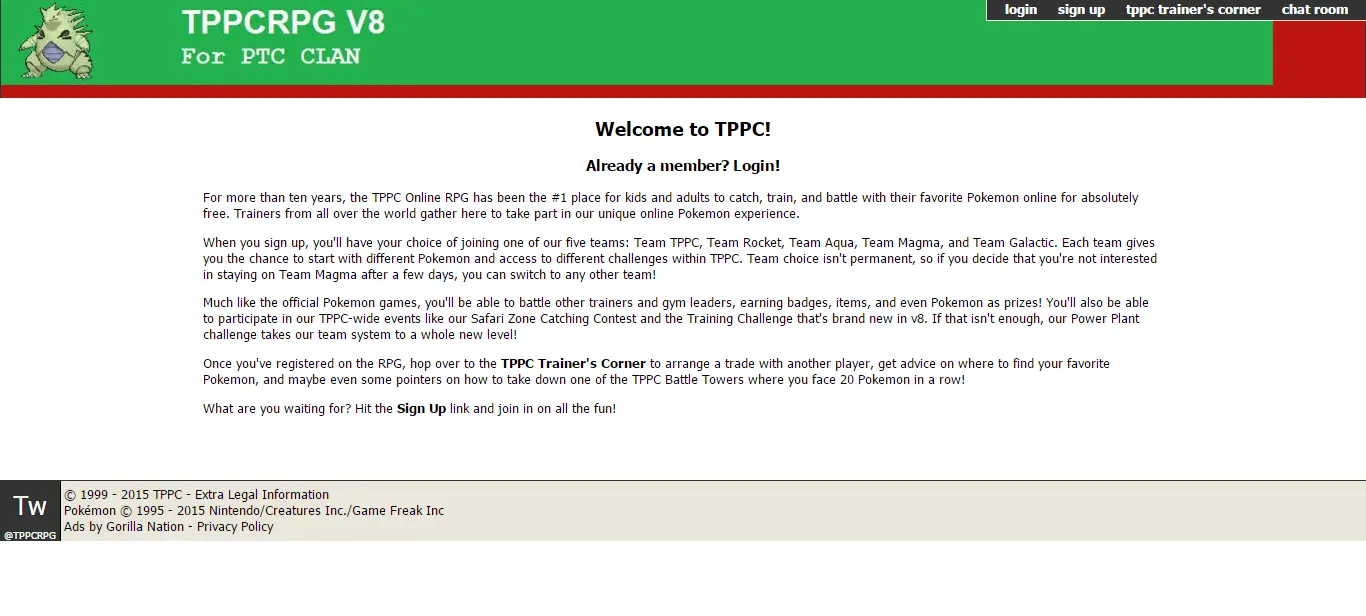 TPPCRPG V8
For PTC CLAN
login sign up tppc trainer's corner chat room
Welcome to TPPC!
Already a member? Login!
For more than ten years, the TPPC Online RPG has been the #1 place for kids and adults to catch, train, and battle with their favorite Pokemon online for absolutely
free. Trainers from all over the world gather here to take part in our unique online Pokemon experience.
When you sign up, you'll have your choice of joining one of our five teams: Team TPPC, Team Rocket, Team Aqua, Team Magma, and Team Galactic. Each team gives
you the chance to start with different Pokemon and access to different challenges within TPPC. Team choice isn't permanent, so if you decide that you're not interested
in staying on Team Magma after a few days, you can switch to any other team!
Much like the official Pokemon games, you'll be able to battle other trainers and gym leaders, earning badges, items, and even Pokemon as prizes! You'll also be able
to participate in our TPPC-wide events like our Safari Zone Catching Contest and the Training Challenge that's brand new in v8. If that isn't enough, our Power Plant
challenge takes our team system to a whole new level!
Once you've registered on the RPG, hop over to the TPPC Trainer's Corner to arrange a trade with another player, get advice on where to find your favorite
Pokemon, and maybe even some pointers on how to take down one of the TPPC Battle Towers where you face 20 Pokemon in a row!
What are you waiting for? Hit the Sign Up link and join in on all the fun!
Tw
@TPPCRPG
© 1999 - 2015 TPPC - Extra Legal Information
Pokémon © 1995 - 2015 Nintendo/Creatures Inc./Game Freak Inc
Ads by Gorilla Nation - Privacy Policy